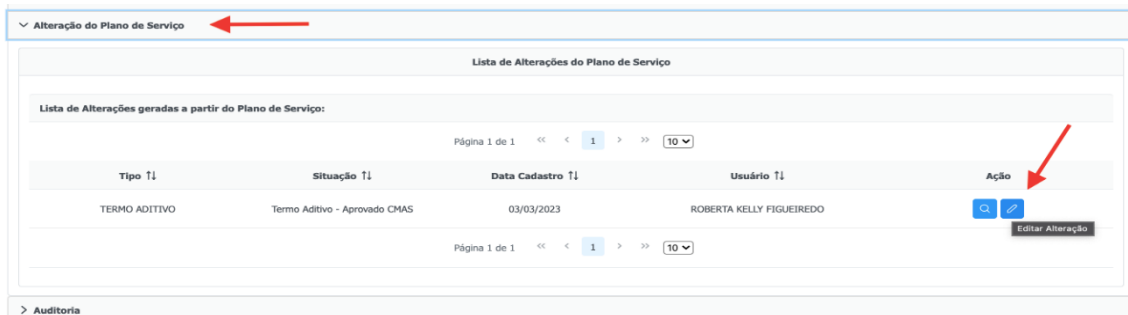 Alteração do Plano de Serviço
Lista de Alterações do Plano de Serviço
Lista de Alterações geradas a partir do Plano de Serviço:
Página 1 de 1 << < 1 > >> 10
Tipo ↑↓ Situação ↑↓ Data Cadastro ↑↓ Usuário ↑↓ Ação
TERMO ADITIVO Termo Aditivo - Aprovado CMAS 03/03/2023 ROBERTA KELLY FIGUEIREDO
Editar Alteração
Página 1 de 1 << < 1 > >> 10
> Auditoria